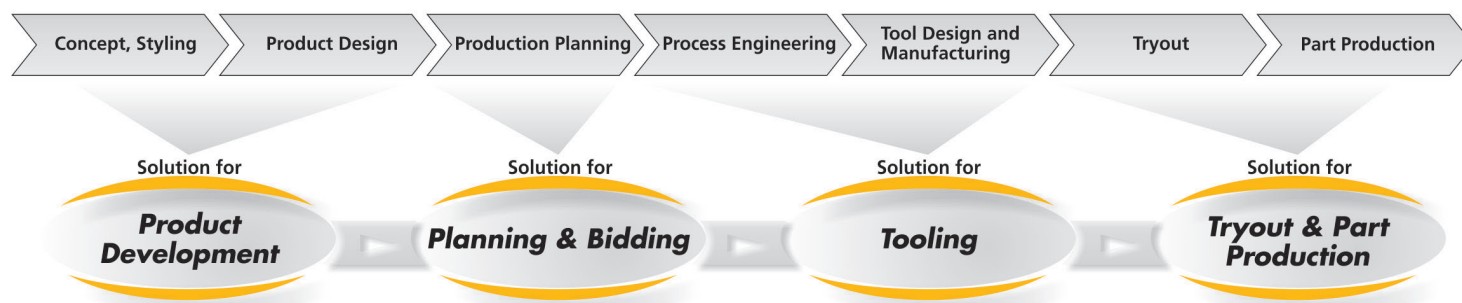 Concept, Styling
Product Design
Production Planning
Process Engineering
Tool Design and
Manufacturing
Tryout
Part Production
Solution for
Product
Development
Solution for
Planning & Bidding
Solution for
Tooling
Solution for
Tryout & Part
Production